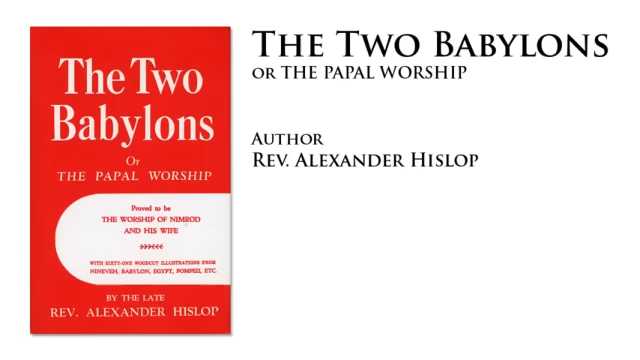 The Two
Babylons
Or
THE PAPAL WORSHIP
Proved to be
THE WORSHIP OF NIMROD
AND HIS WIFE
WITH SIXTY-ONE WOODCUT ILLUSTRATIONS FROM
NINEVEH, BABYLON, EGYPT, POMPEII, ETC.
BY THE LATE
REV. ALEXANDER HISLOP
THE TWO BABYLONS
OR THE PAPAL WORSHIP
AUTHOR
REV. ALEXANDER HISLOP